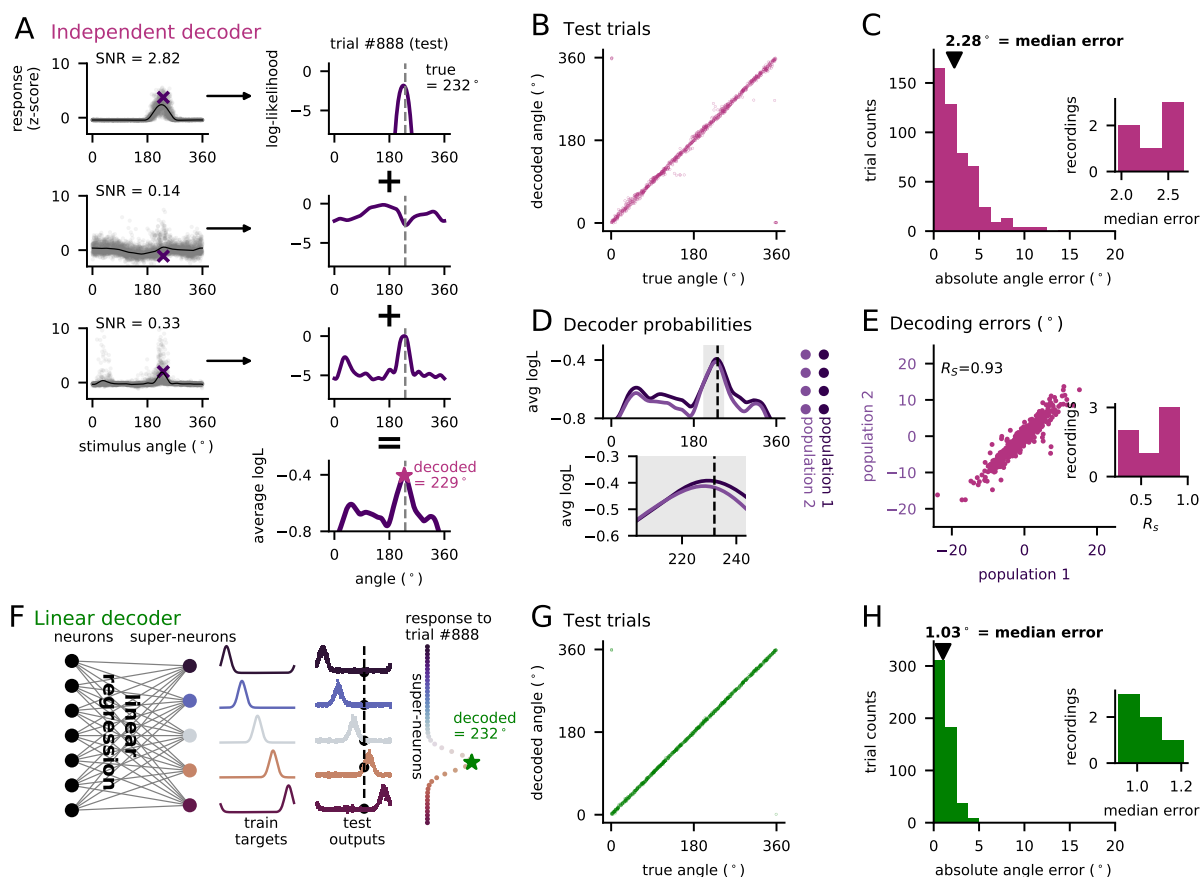 A
Independent decoder
SNR = 2.82
response
(z-score)
10
0
0 180 360
trial #888 (test)
true
= 232°
log-likelihood
0
−5
0 180 360
+
SNR = 0.14
10
0
0 180 360
0
−5
0 180 360
+
SNR = 0.33
10
0
0 180 360
stimulus angle (°)
0
−5
0 180 360
=
decoded
= 229°
average logL
−0.4
−0.8
0 180 360
angle (°)
B
Test trials
decoded angle (°)
360
180
0
0 180 360
true angle (°)
C
2.28° = median error
trial counts
150
100
50
0
0 5 10 15 20
absolute angle error (°)
recordings
2
0
2.0 2.5
median error
D
Decoder probabilities
avg logL
−0.4
−0.8
0 180 360
population 1
population 2
avg logL
−0.3
−0.4
−0.5
−0.6
220 240
E
Decoding errors (°)
Rs=0.93
population 2
20
10
0
−10
−20
−20 0 20
population 1
recordings
3
0
0.5 1.0
Rs
F
Linear decoder
neurons
super-neurons
linear
regression
train
targets
test
outputs
response to
trial #888
super-neurons
decoded
= 232°
G
Test trials
decoded angle (°)
360
180
0
0 180 360
true angle (°)
H
1.03° = median error
trial counts
300
200
100
0
0 5 10 15 20
absolute angle error (°)
recordings
2
0
1.0 1.2
median error